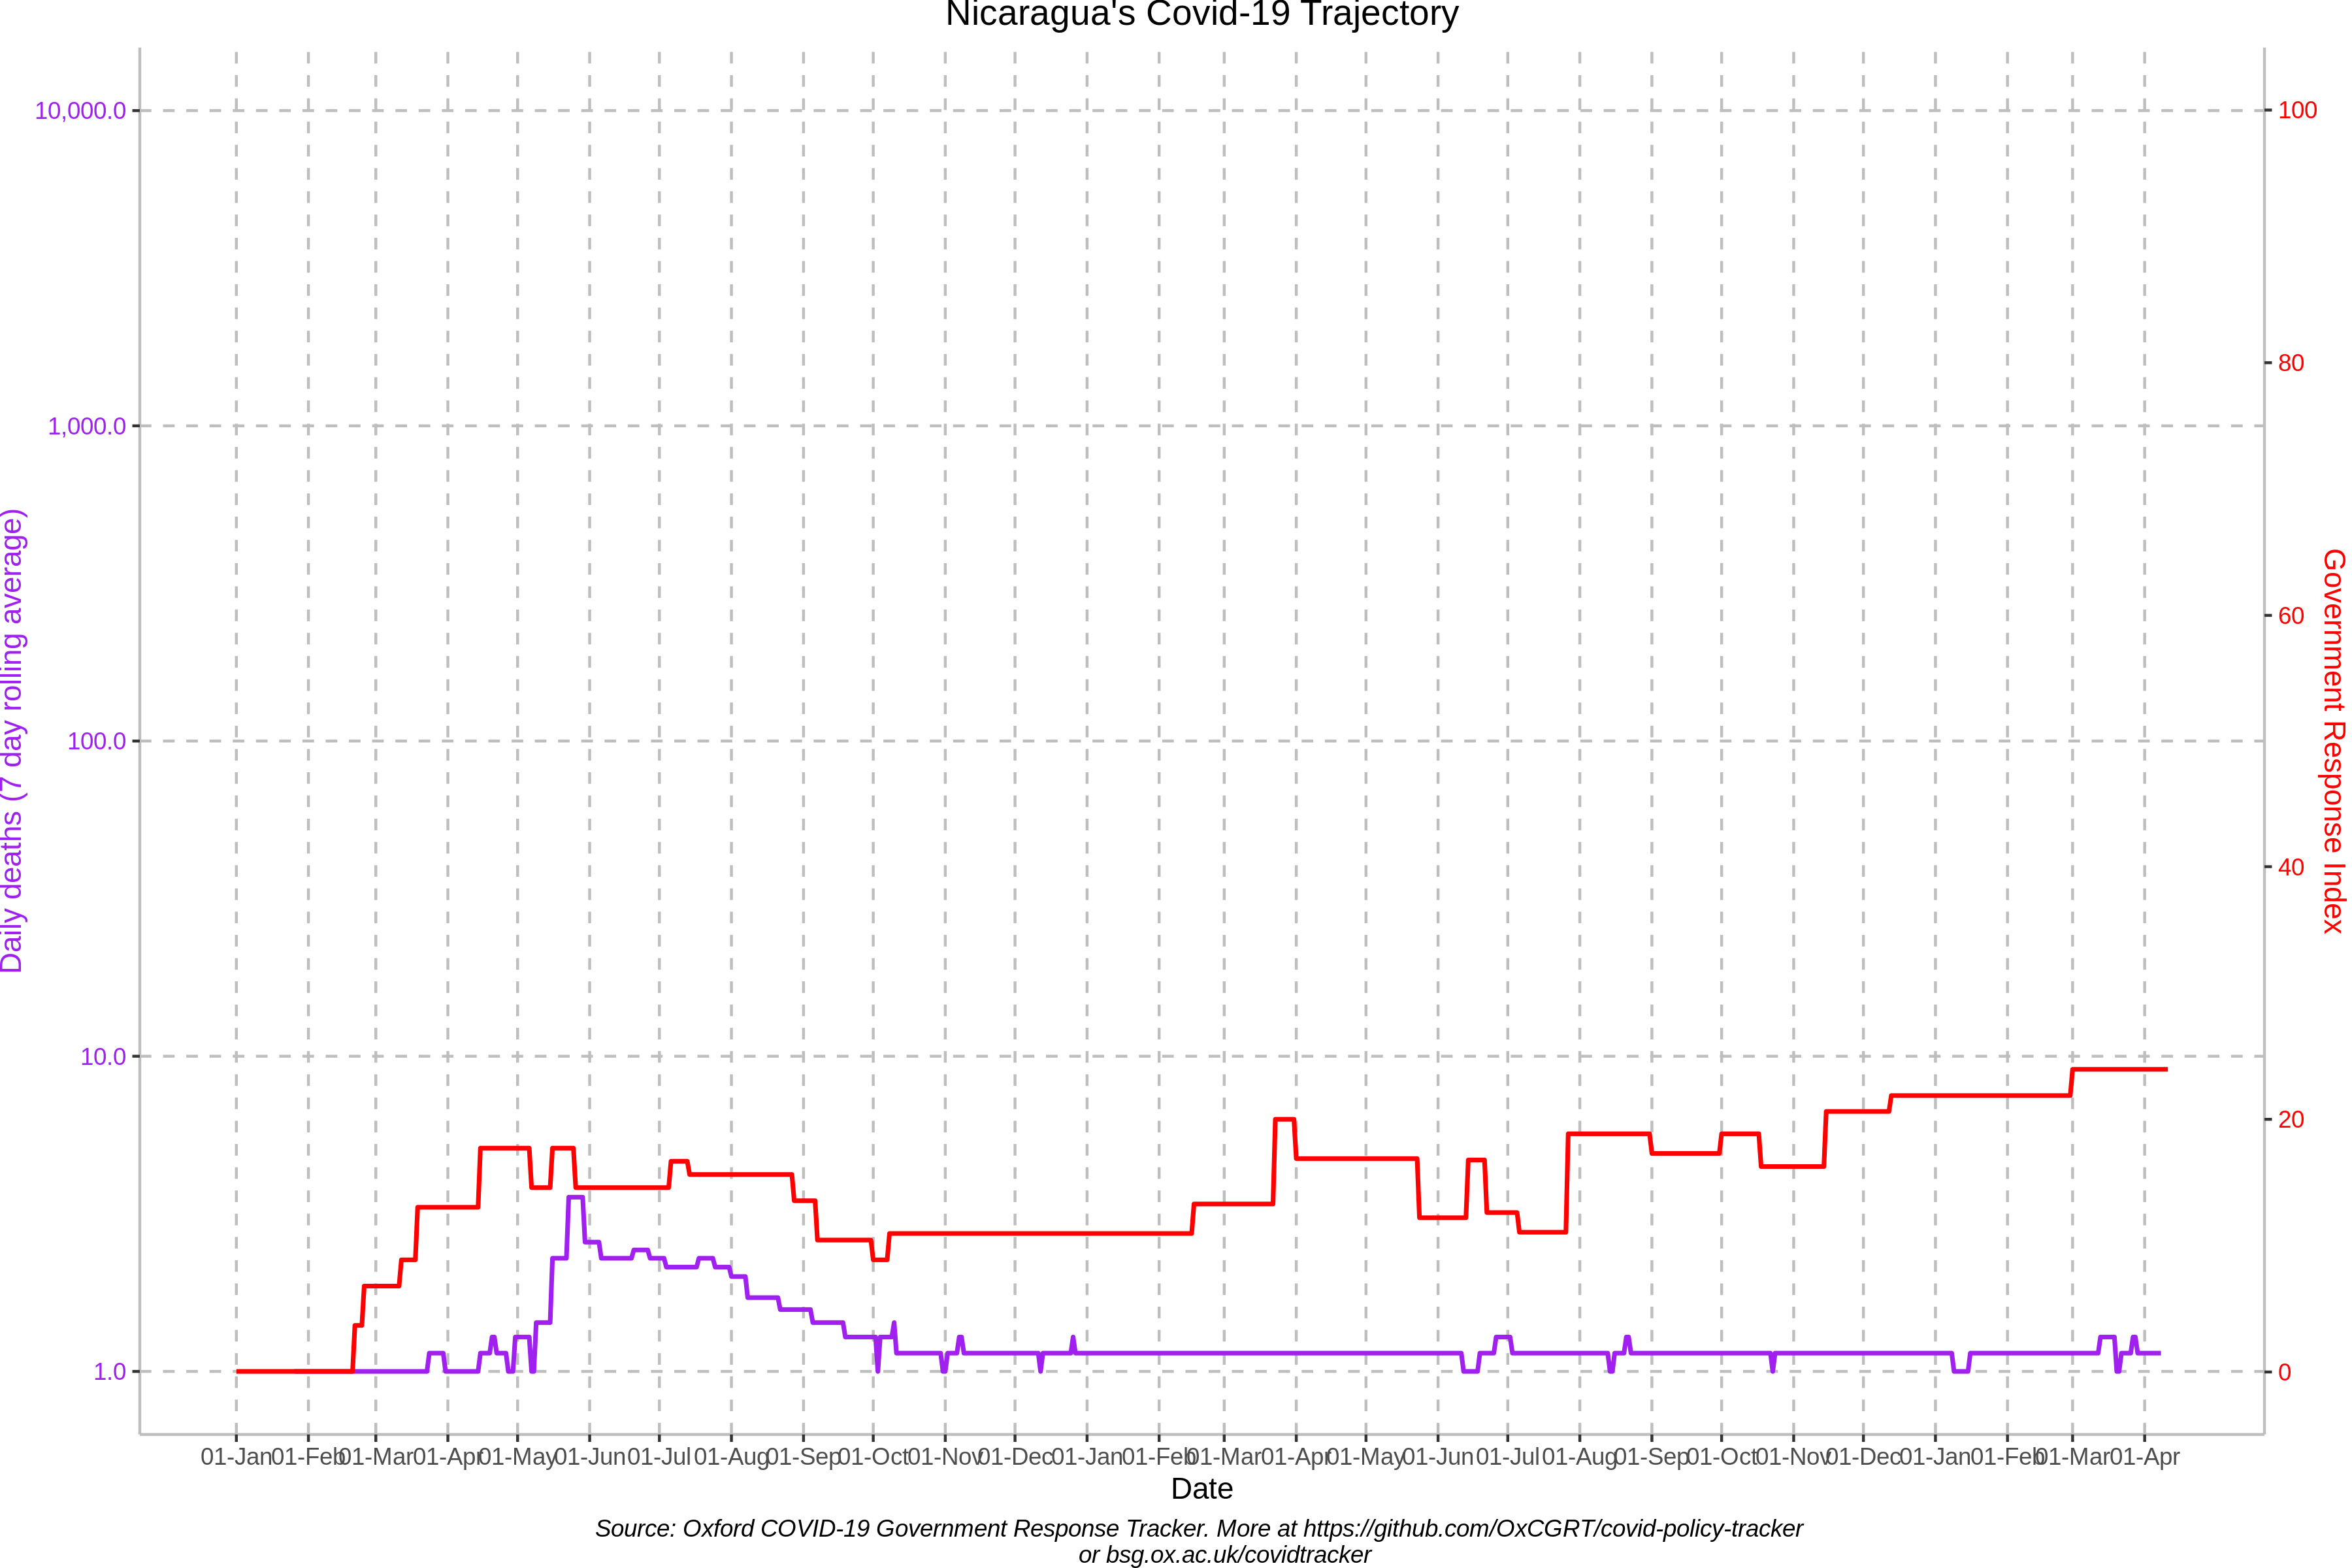 Nicaragua's Covid-19 Trajectory
10,000.0
1,000.0
100.0
10.0
1.0
Daily deaths (7 day rolling average)
100
80
60
40
20
0
Government Response Index
01-Jan 01-Feb 01-Mar 01-Apr 01-May 01-Jun 01-Jul 01-Aug 01-Sep 01-Oct 01-Nov 01-Dec 01-Jan 01-Feb 01-Mar 01-Apr 01-May 01-Jun 01-Jul 01-Aug 01-Sep 01-Oct 01-Nov 01-Dec 01-Jan 01-Feb 01-Mar 01-Apr
Date
Source: Oxford COVID-19 Government Response Tracker. More at https://github.com/OxCGRT/covid-policy-tracker
or bsg.ox.ac.uk/covidtracker